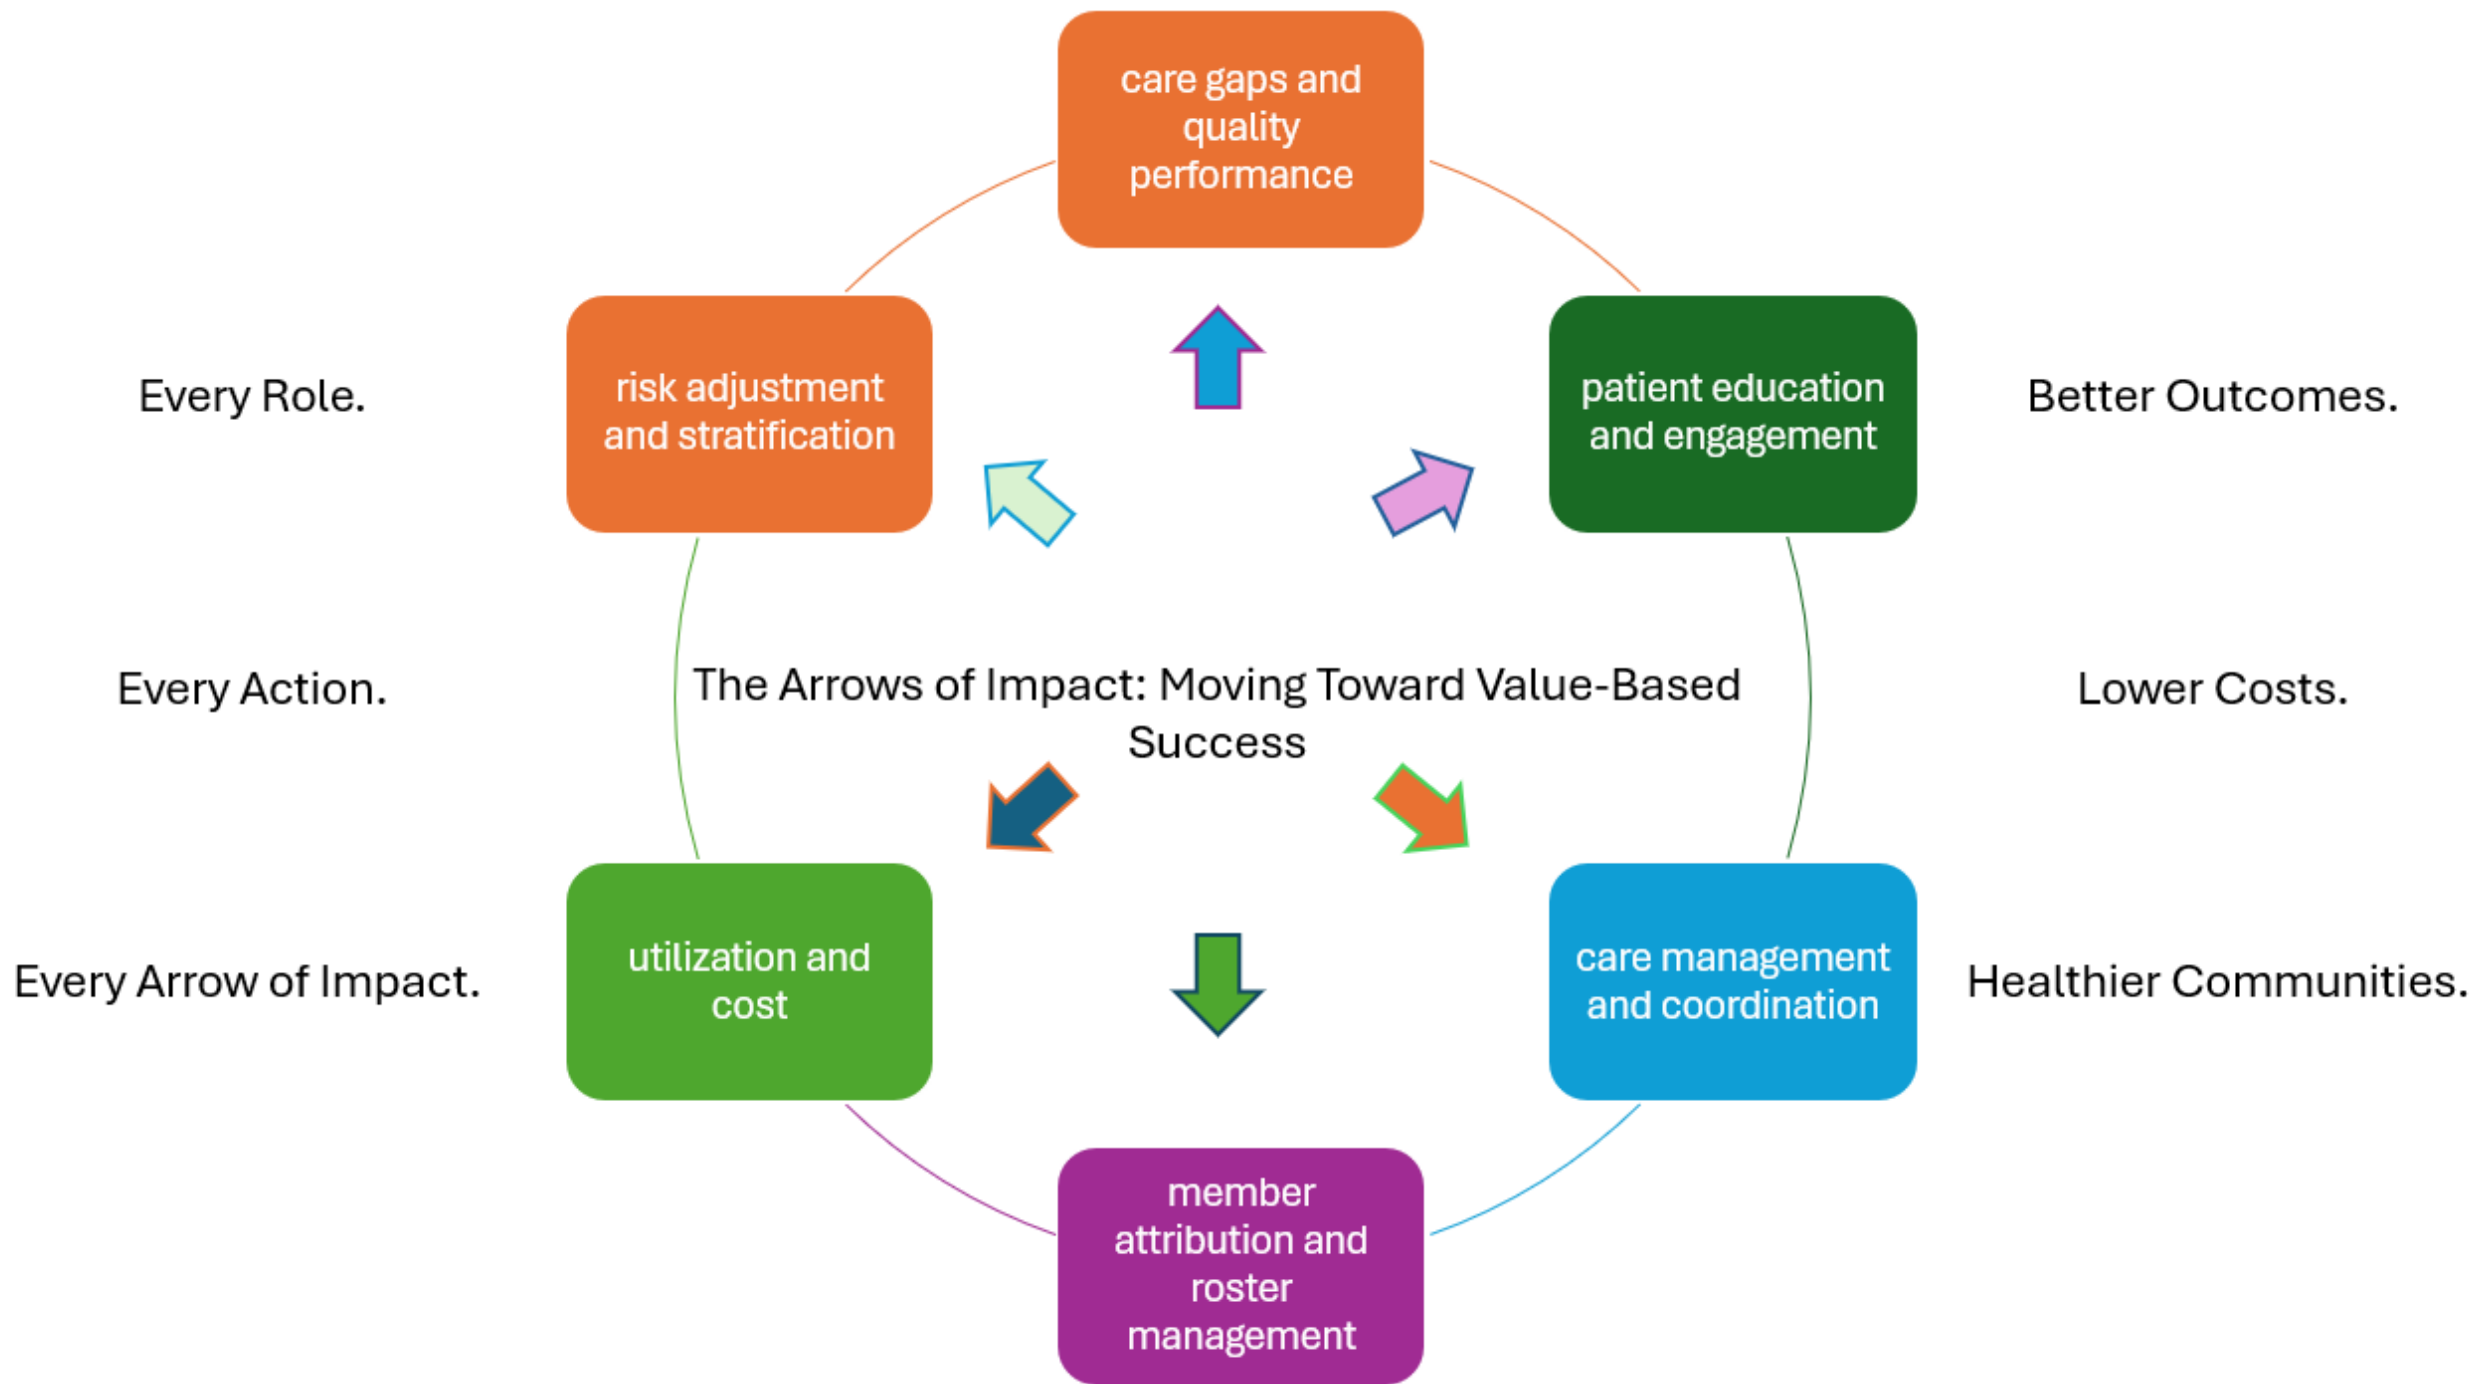 care gaps and
quality
performance
risk adjustment
and stratification
patient education
and engagement
Every Role.
Better Outcomes.
Every Action.
The Arrows of Impact: Moving Toward Value-Based
Success
Lower Costs.
utilization and
cost
care management
and coordination
Every Arrow of Impact.
Healthier Communities.
member
attribution and
roster
management